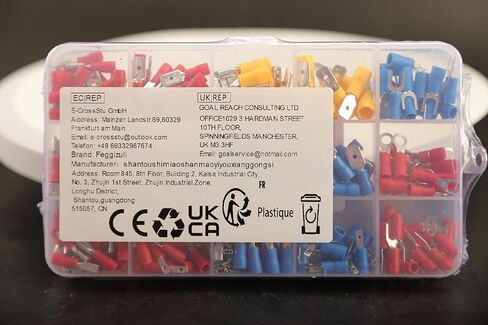 EC REP
E-CrossStu GmbH
Address: Mainzer Landstr.69,60329
Frankfurt am Main
Email: e-crossstu@outlook.com
Telphone: +49 69332967674
Brand: Feggizuli
UK REP
GOAL REACH CONSULTING LTD
OFFICE1029 3 HARDMAN STREET
10TH FLOOR,
SPINNINGFIELDS MANCHESTER,
UK M3 3HF
Email: goalservice@hotmail.com
Manufacturer: shantoushimiaoshanmaoyiyouxianggongsi
Address: Room 845, 8th Floor, Building 2, Kaisa Industrial City,
No. 3, Zhujin 1st Street, Zhujin Industrial Zone,
Longhu District,
Shantou,guangdong
515057, CN
FR
CE
UK
CA
Plastique